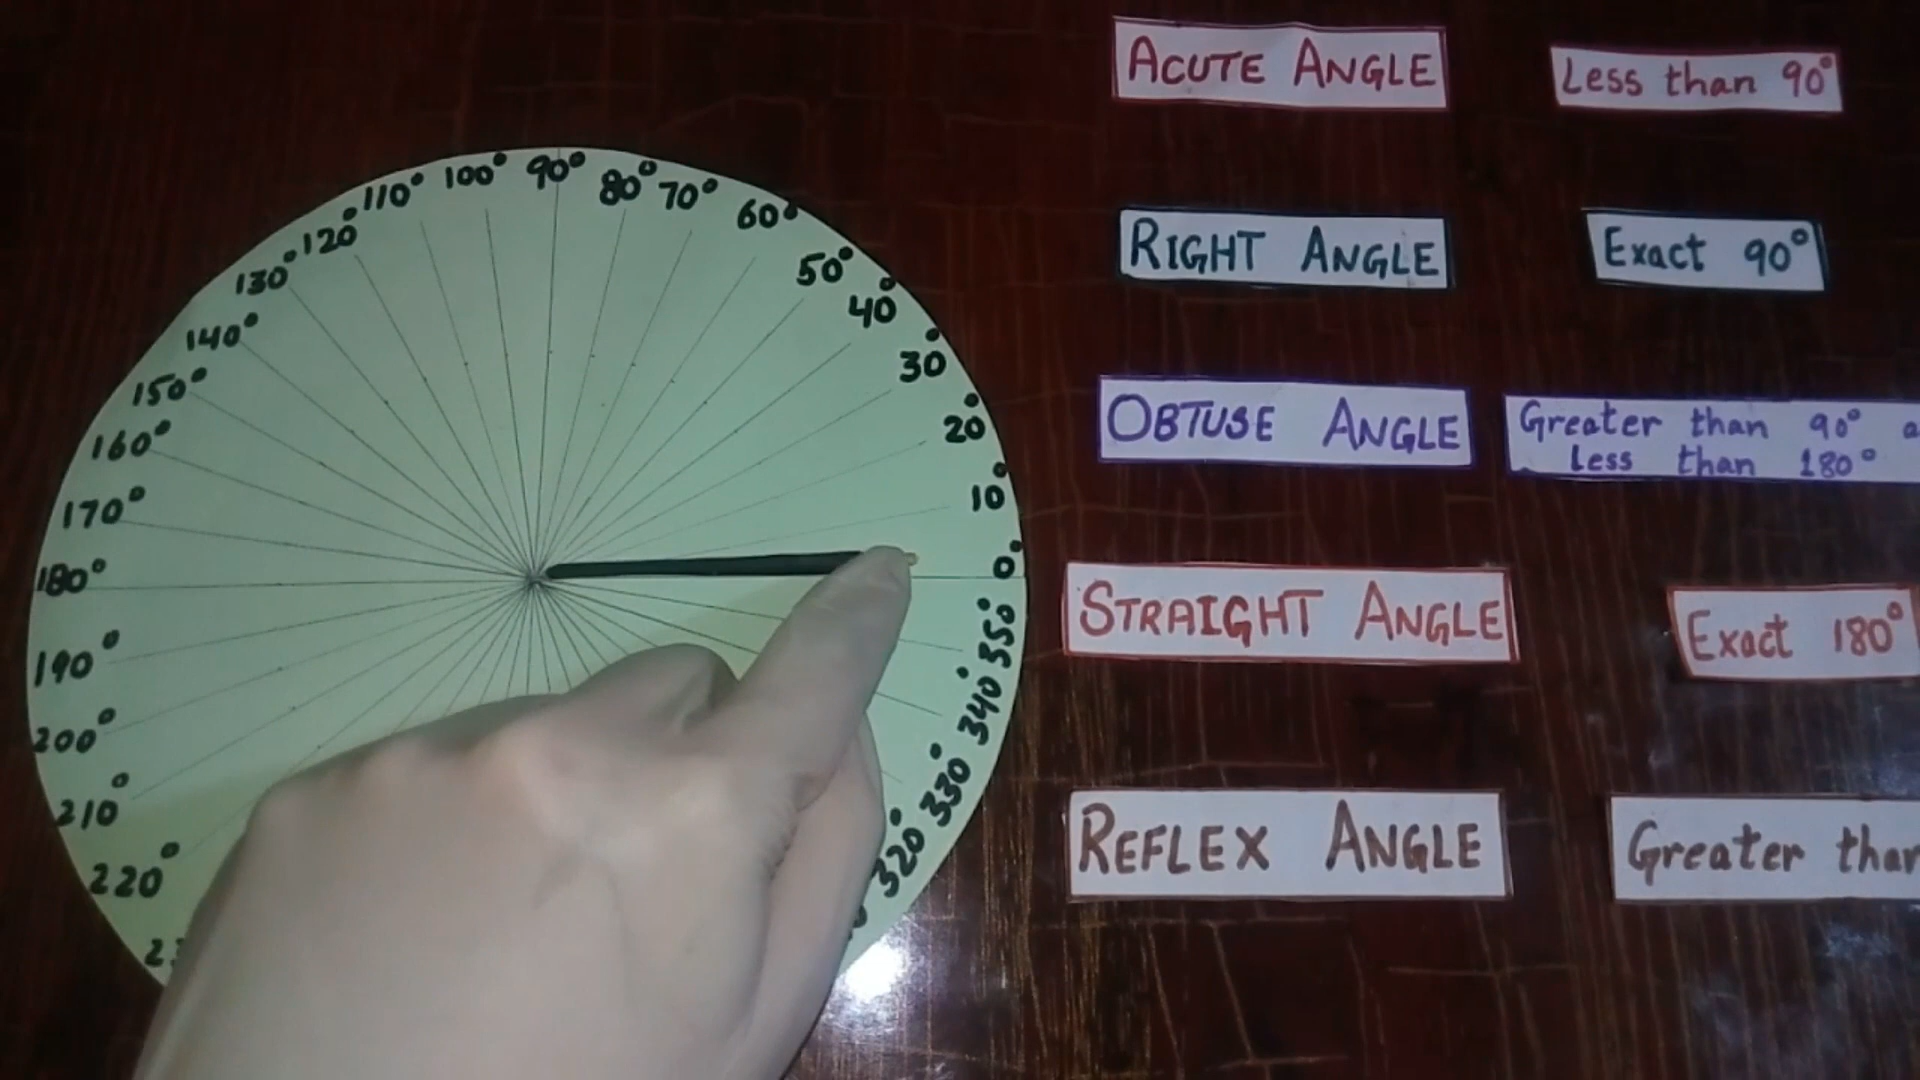 ACUTE ANGLE
Less than 90°
RIGHT ANGLE
Exact 90°
OBTUSE ANGLE
Greater than 90°
Less than 180°
STRAIGHT ANGLE
Exact 180°
REFLEX ANGLE
Greater than
0°
10°
20°
30°
40°
50°
60°
70°
80°
90°
100°
110°
120°
130°
140°
150°
160°
170°
180°
190°
200°
210°
220°
320°
330°
340°
350°